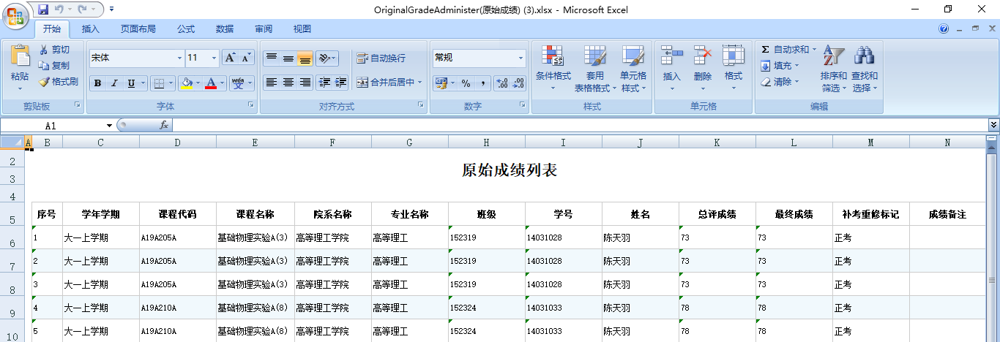 OriginalGradeAdminister(原始成绩) (3).xlsx - Microsoft Excel
开始 插入 页面布局 公式 数据 审阅 视图
粘贴 剪切 复制 格式刷 剪贴板
宋体 11 A A B I U A wén 变 字体
自动换行 合并后居中 对齐方式
常规 % , .0 .00 .00 .0 数字
条件格式 套用表格格式 单元格样式 样式
插入 删除 格式 单元格
Σ 自动求和 填充 清除 排序和筛选 查找和选择 编辑
A1 fx
A B C D E F G H I J K L M N
2
3 原始成绩列表
4
5 序号 学年学期 课程代码 课程名称 院系名称 专业名称 班级 学号 姓名 总评成绩 最终成绩 补考重修标记 成绩备注
6 1 大一上学期 A19A205A 基础物理实验A(3) 高等理工学院 高等理工 152319 14031028 陈天羽 73 73 正考
7 2 大一上学期 A19A205A 基础物理实验A(3) 高等理工学院 高等理工 152319 14031028 陈天羽 73 73 正考
8 3 大一上学期 A19A205A 基础物理实验A(3) 高等理工学院 高等理工 152319 14031028 陈天羽 73 73 正考
9 4 大一上学期 A19A210A 基础物理实验A(8) 高等理工学院 高等理工 152324 14031033 陈天羽 78 78 正考
10 5 大一上学期 A19A210A 基础物理实验A(8) 高等理工学院 高等理工 152324 14031033 陈天羽 78 78 正考